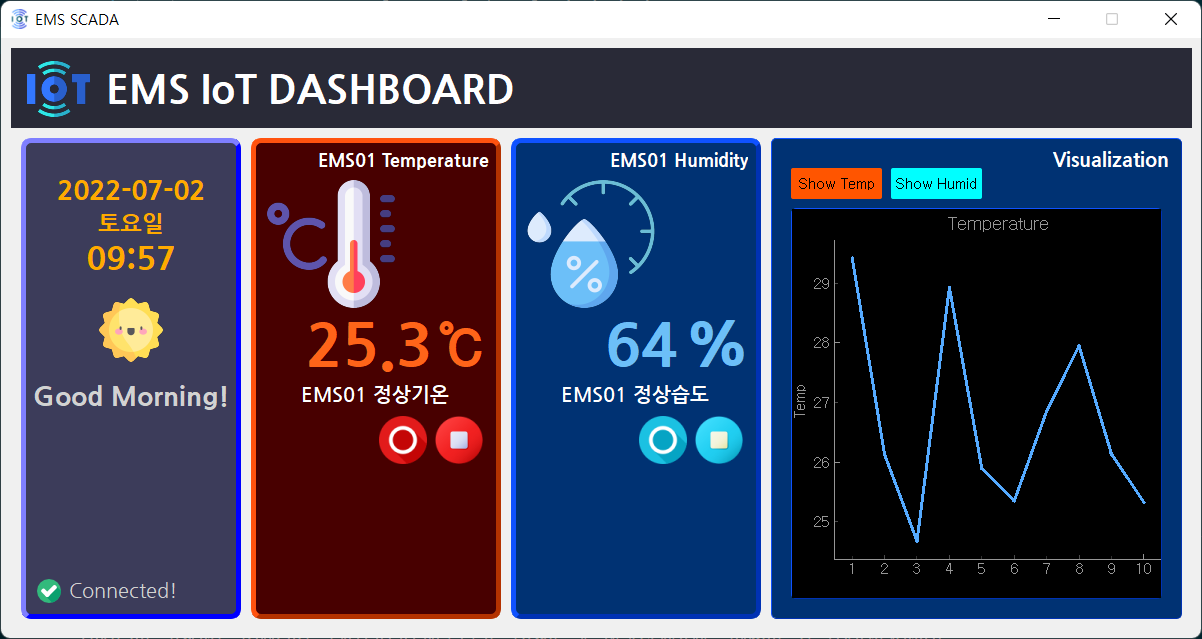 IoT EMS SCADA
IoT EMS IoT DASHBOARD
2022-07-02
토요일
09:57
Good Morning!
Connected!
EMS01 Temperature
°C
25.3℃
EMS01 정상기온
EMS01 Humidity
%
64 %
EMS01 정상습도
Visualization
Show Temp
Show Humid
Temperature
Temp
29
28
27
26
25
1 2 3 4 5 6 7 8 9 10